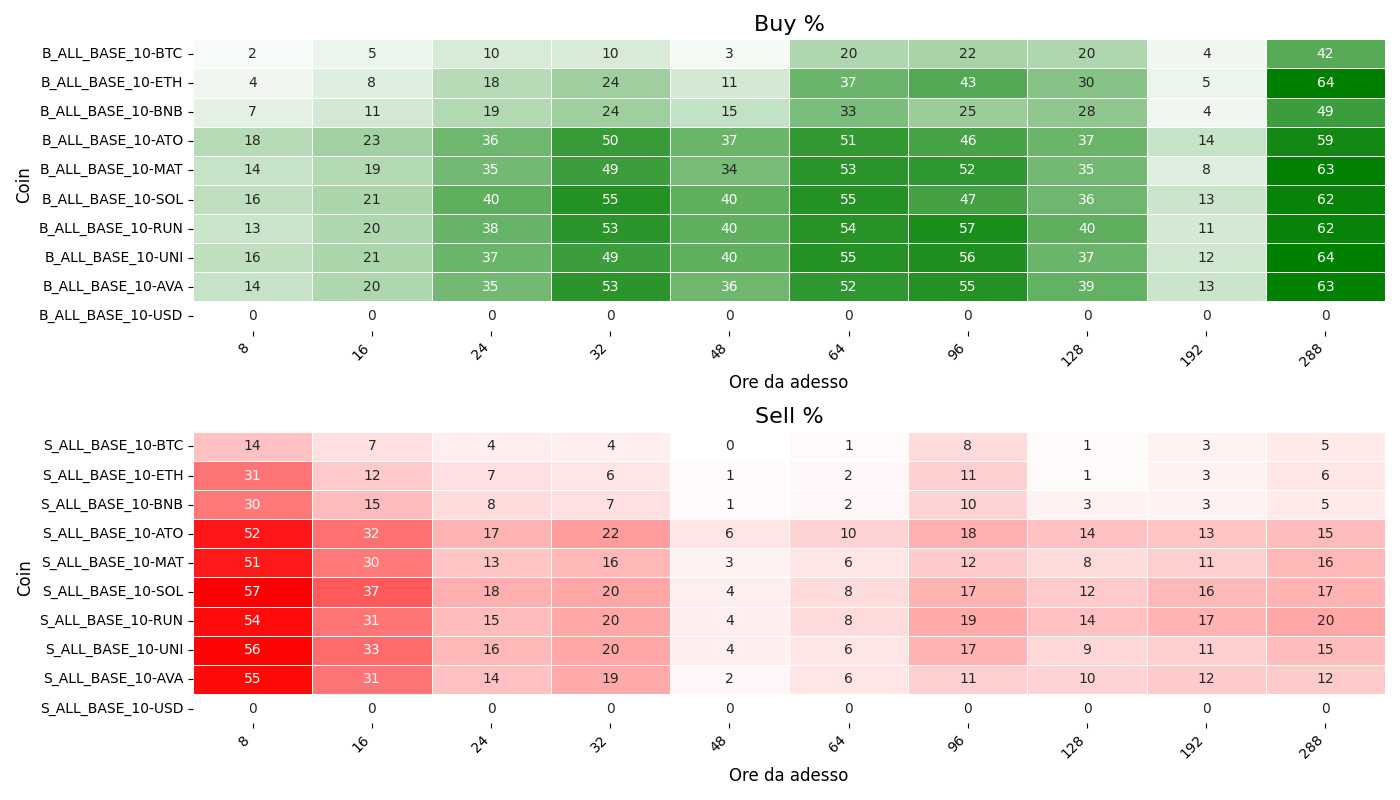 Buy %
Coin
B_ALL_BASE_10-BTC 2 5 10 10 3 20 22 20 4 42
B_ALL_BASE_10-ETH 4 8 18 24 11 37 43 30 5 64
B_ALL_BASE_10-BNB 7 11 19 24 15 33 25 28 4 49
B_ALL_BASE_10-ATO 18 23 36 50 37 51 46 37 14 59
B_ALL_BASE_10-MAT 14 19 35 49 34 53 52 35 8 63
B_ALL_BASE_10-SOL 16 21 40 55 40 55 47 36 13 62
B_ALL_BASE_10-RUN 13 20 38 53 40 54 57 40 11 62
B_ALL_BASE_10-UNI 16 21 37 49 40 55 56 37 12 64
B_ALL_BASE_10-AVA 14 20 35 53 36 52 55 39 13 63
B_ALL_BASE_10-USD 0 0 0 0 0 0 0 0 0 0
8 16 24 32 48 64 96 128 192 288
Ore da adesso
Sell %
Coin
S_ALL_BASE_10-BTC 14 7 4 4 0 1 8 1 3 5
S_ALL_BASE_10-ETH 31 12 7 6 1 2 11 1 3 6
S_ALL_BASE_10-BNB 30 15 8 7 1 2 10 3 3 5
S_ALL_BASE_10-ATO 52 32 17 22 6 10 18 14 13 15
S_ALL_BASE_10-MAT 51 30 13 16 3 6 12 8 11 16
S_ALL_BASE_10-SOL 57 37 18 20 4 8 17 12 16 17
S_ALL_BASE_10-RUN 54 31 15 20 4 8 19 14 17 20
S_ALL_BASE_10-UNI 56 33 16 20 4 6 17 9 11 15
S_ALL_BASE_10-AVA 55 31 14 19 2 6 11 10 12 12
S_ALL_BASE_10-USD 0 0 0 0 0 0 0 0 0 0
8 16 24 32 48 64 96 128 192 288
Ore da adesso